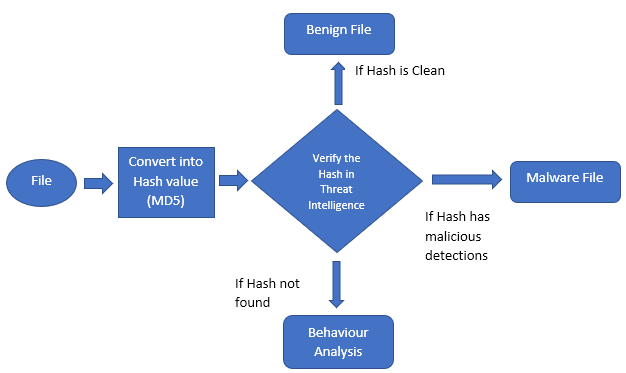 Benign File
If Hash is Clean
File
Convert into
Hash value
(MD5)
Verify the
Hash in
Threat
Intelligence
Malware File
If Hash has
malicious
detections
If Hash not
found
Behaviour
Analysis